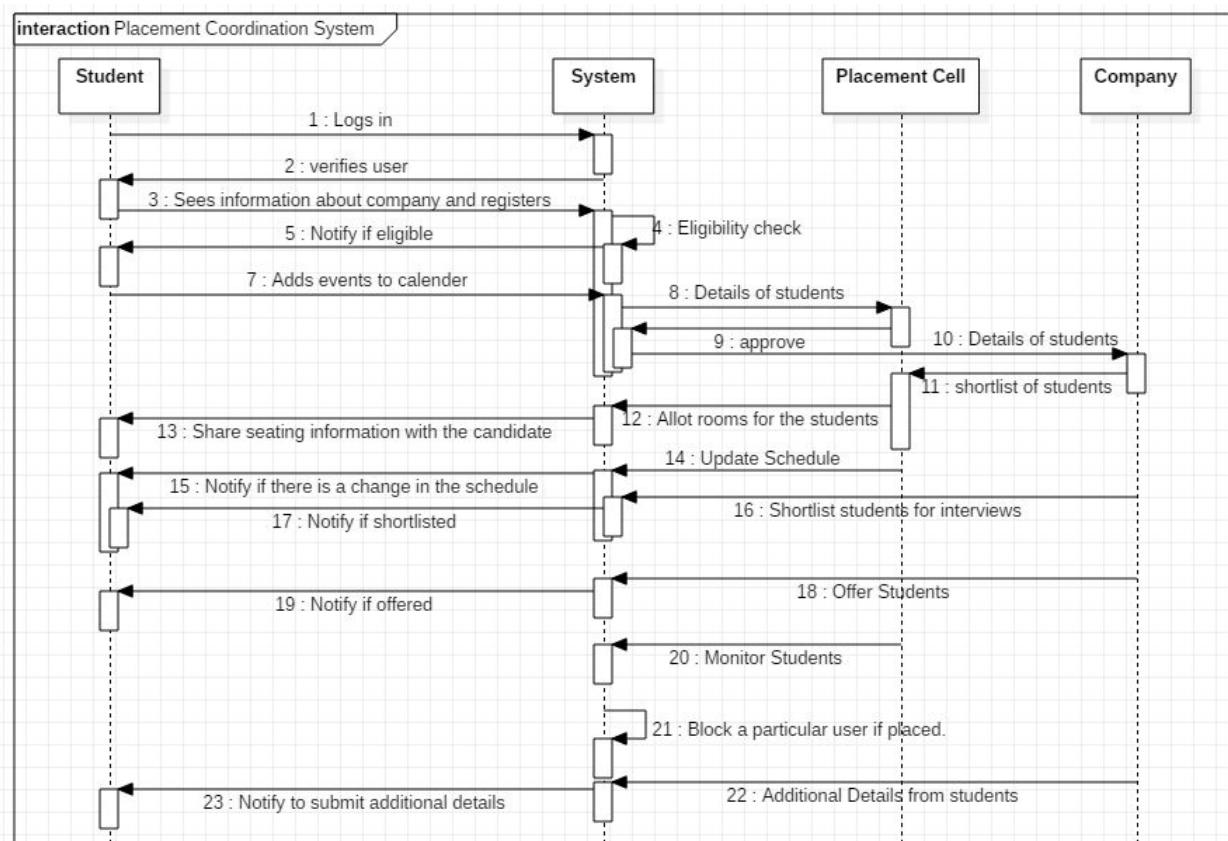 interaction Placement Coordination System
Student
System
Placement Cell
Company
1 : Logs in
2 : verifies user
3 : Sees information about company and registers
4 : Eligibility check
5 : Notify if eligible
7 : Adds events to calender
8 : Details of students
9 : approve
10 : Details of students
11 : shortlist of students
12 : Allot rooms for the students
13 : Share seating information with the candidate
14 : Update Schedule
15 : Notify if there is a change in the schedule
16 : Shortlist students for interviews
17 : Notify if shortlisted
18 : Offer Students
19 : Notify if offered
20 : Monitor Students
21 : Block a particular user if placed.
22 : Additional Details from students
23 : Notify to submit additional details